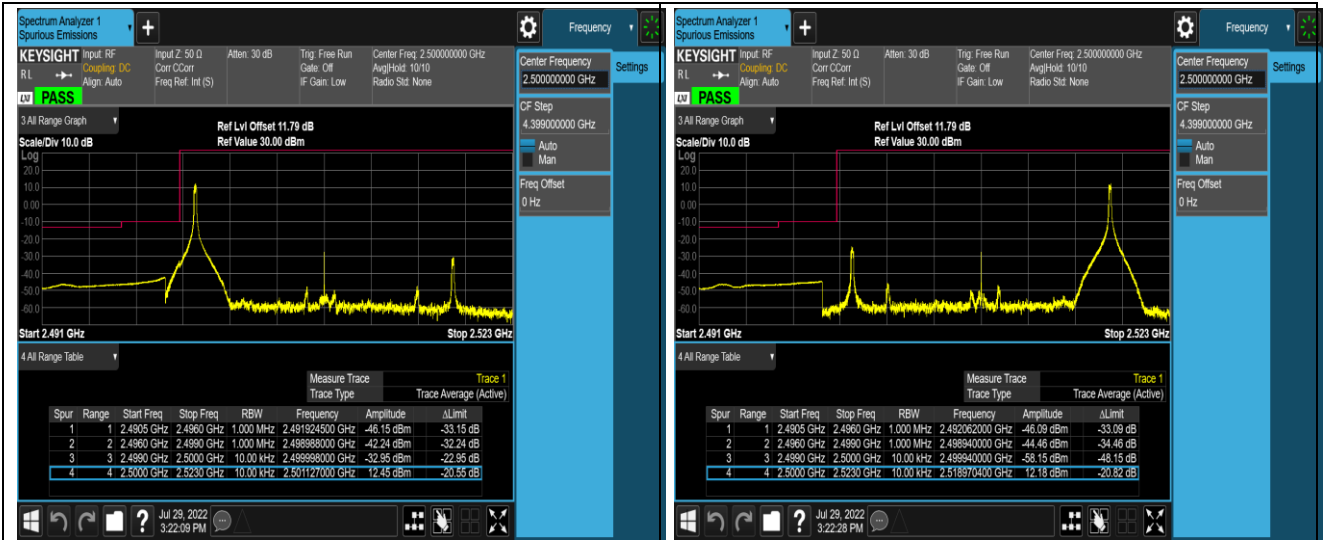 Spectrum Analyzer 1
Spurious Emissions
Frequency
KEYSIGHT
Input: RF
Coupling: DC
Align: Auto
Input Z: 50 Ω
Corr CCorr
Freq Ref: Int (S)
Atten: 30 dB
Trig: Free Run
Gate: Off
IF Gain: Low
Center Freq: 2.500000000 GHz
Avg|Hold: 10/10
Radio Std: None
RL
LXI
PASS
Center Frequency
2.500000000 GHz
Settings
CF Step
4.399000000 GHz
Auto
Man
Freq Offset
0 Hz
3 All Range Graph
Ref Lvl Offset 11.79 dB
Scale/Div 10.0 dB
Ref Value 30.00 dBm
Log
20.0
10.0
0.00
-10.0
-20.0
-30.0
-40.0
-50.0
-60.0
Start 2.491 GHz
Stop 2.523 GHz
4 All Range Table
Measure Trace Trace 1
Trace Type Trace Average (Active)
Spur Range Start Freq Stop Freq RBW Frequency Amplitude ΔLimit
1 1 2.4905 GHz 2.4960 GHz 1.000 MHz 2.491924500 GHz -46.15 dBm -33.15 dB
2 2 2.4960 GHz 2.4990 GHz 1.000 MHz 2.498988000 GHz -42.24 dBm -32.24 dB
3 3 2.4990 GHz 2.5000 GHz 10.00 kHz 2.499998000 GHz -32.95 dBm -22.95 dB
4 4 2.5000 GHz 2.5230 GHz 10.00 kHz 2.501127000 GHz 12.45 dBm -20.55 dB
Jul 29, 2022
3:22:09 PM
Spectrum Analyzer 1
Spurious Emissions
Frequency
KEYSIGHT
Input: RF
Coupling: DC
Align: Auto
Input Z: 50 Ω
Corr CCorr
Freq Ref: Int (S)
Atten: 30 dB
Trig: Free Run
Gate: Off
IF Gain: Low
Center Freq: 2.500000000 GHz
Avg|Hold: 10/10
Radio Std: None
RL
LXI
PASS
Center Frequency
2.500000000 GHz
Settings
CF Step
4.399000000 GHz
Auto
Man
Freq Offset
0 Hz
3 All Range Graph
Ref Lvl Offset 11.79 dB
Scale/Div 10.0 dB
Ref Value 30.00 dBm
Log
20.0
10.0
0.00
-10.0
-20.0
-30.0
-40.0
-50.0
-60.0
Start 2.491 GHz
Stop 2.523 GHz
4 All Range Table
Measure Trace Trace 1
Trace Type Trace Average (Active)
Spur Range Start Freq Stop Freq RBW Frequency Amplitude ΔLimit
1 1 2.4905 GHz 2.4960 GHz 1.000 MHz 2.492062000 GHz -46.09 dBm -33.09 dB
2 2 2.4960 GHz 2.4990 GHz 1.000 MHz 2.498940000 GHz -44.46 dBm -34.46 dB
3 3 2.4990 GHz 2.5000 GHz 10.00 kHz 2.499940000 GHz -58.15 dBm -48.15 dB
4 4 2.5000 GHz 2.5230 GHz 10.00 kHz 2.518970400 GHz 12.18 dBm -20.82 dB
Jul 29, 2022
3:22:28 PM